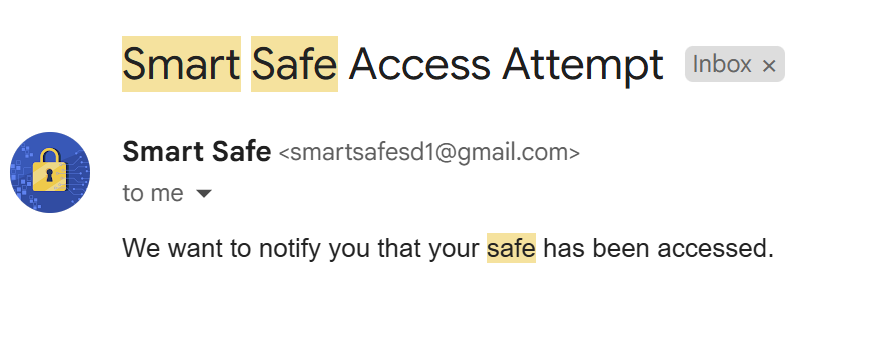 Smart Safe Access Attempt Inbox ×
Smart Safe <smartsafesd1@gmail.com>
to me
We want to notify you that your safe has been accessed.